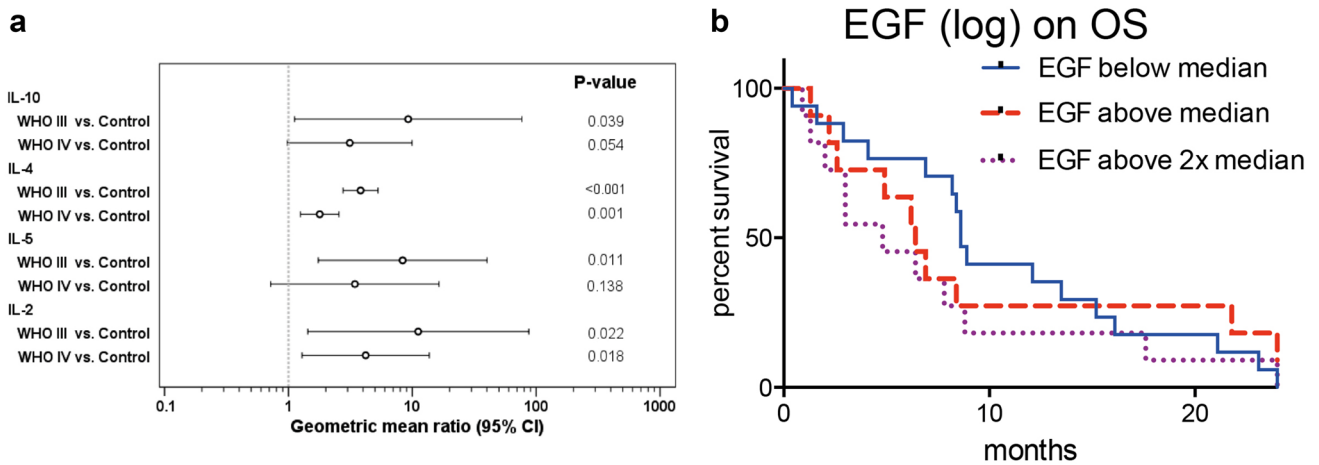 a
P-value
IL-10
WHO III vs. Control 0.039
WHO IV vs. Control 0.054
IL-4
WHO III vs. Control <0.001
WHO IV vs. Control 0.001
IL-5
WHO III vs. Control 0.011
WHO IV vs. Control 0.138
IL-2
WHO III vs. Control 0.022
WHO IV vs. Control 0.018
0.1 1 10 100 1000
Geometric mean ratio (95% CI)
b
EGF (log) on OS
EGF below median
EGF above median
EGF above 2x median
percent survival
100
50
0
0 10 20
months